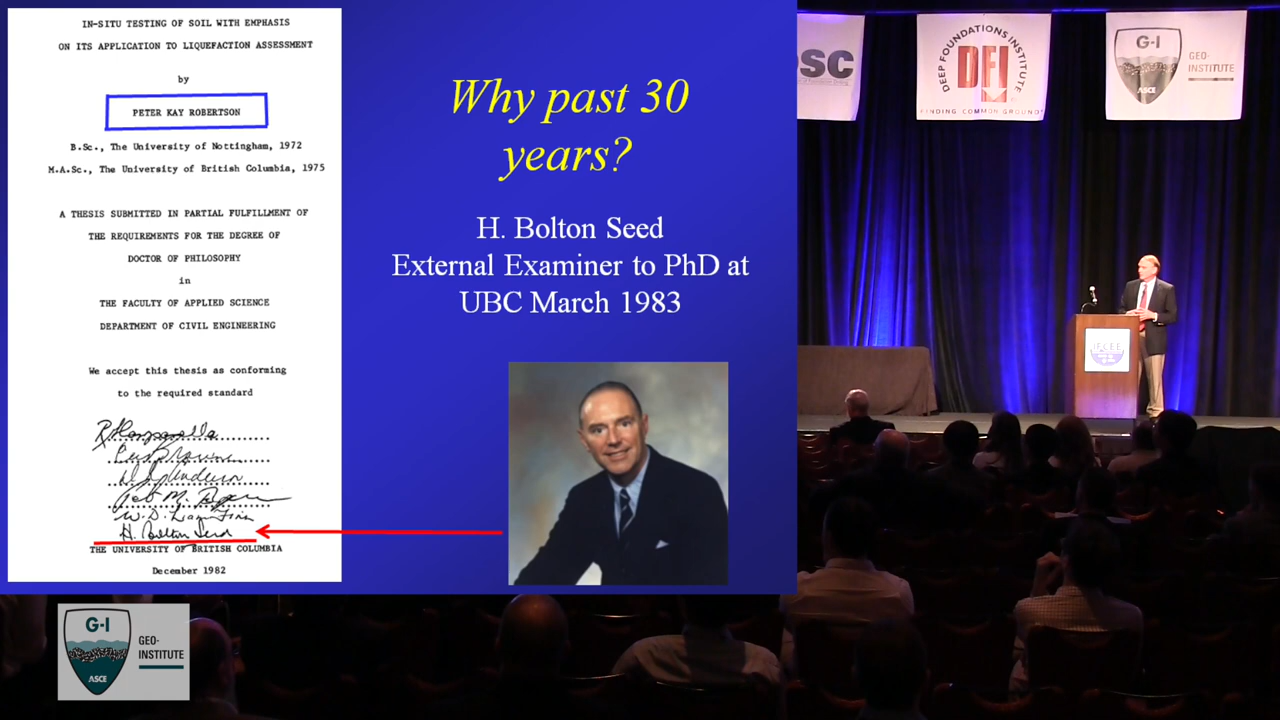 IN-SITU TESTING OF SOIL WITH EMPHASIS
ON ITS APPLICATION TO LIQUEFACTION ASSESSMENT
by
PETER KAY ROBERTSON
B.Sc., The University of Nottingham, 1972
M.A.Sc., The University of British Columbia, 1975
A THESIS SUBMITTED IN PARTIAL FULFILLMENT OF
THE REQUIREMENTS FOR THE DEGREE OF
DOCTOR OF PHILOSOPHY
in
THE FACULTY OF APPLIED SCIENCE
DEPARTMENT OF CIVIL ENGINEERING
We accept this thesis as conforming
to the required standard
H. Bolton Seed
THE UNIVERSITY OF BRITISH COLUMBIA
December 1982
Why past 30
years?
H. Bolton Seed
External Examiner to PhD at
UBC March 1983
SC
DEEP FOUNDATIONS INSTITUTE
DFI
FINDING COMMON GROUND
G-I
GEO-
INSTITUTE
ASCE
IFCEE
G-I
GEO-
INSTITUTE
ASCE